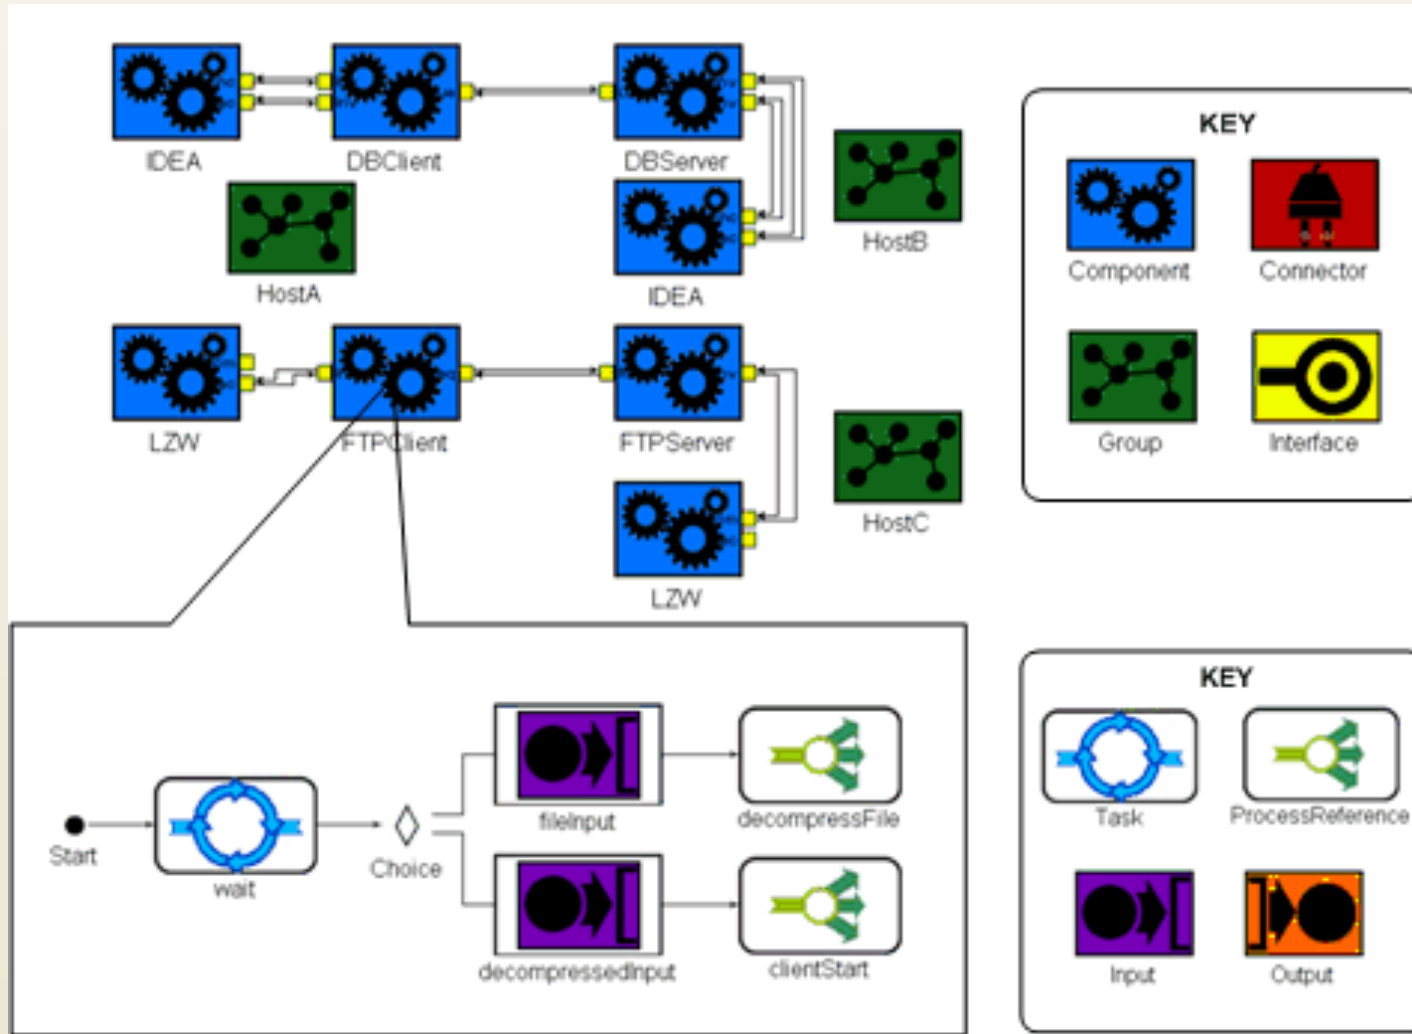 IDEA
DBClient
DBServer
HostA
HostB
IDEA
LZW
FTPClient
FTPServer
HostC
LZW
KEY
Component
Connector
Group
Interface
Start
wait
Choice
fileInput
decompressFile
decompressedInput
clientStart
KEY
Task
ProcessReference
Input
Output